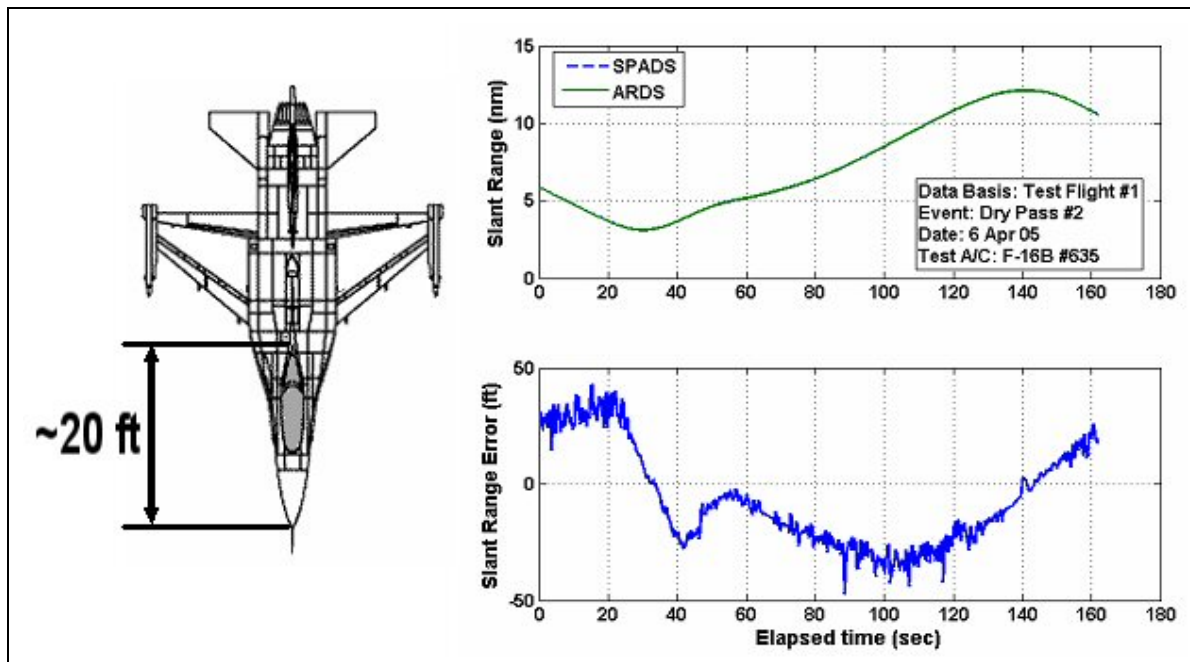 ~20 ft
Slant Range (nm)
15
10
5
0
SPADS
ARDS
Data Basis: Test Flight #1
Event: Dry Pass #2
Date: 6 Apr 05
Test A/C: F-16B #635
0 20 40 60 80 100 120 140 160 180
Slant Range Error (ft)
50
0
-50
0 20 40 60 80 100 120 140 160 180
Elapsed time (sec)